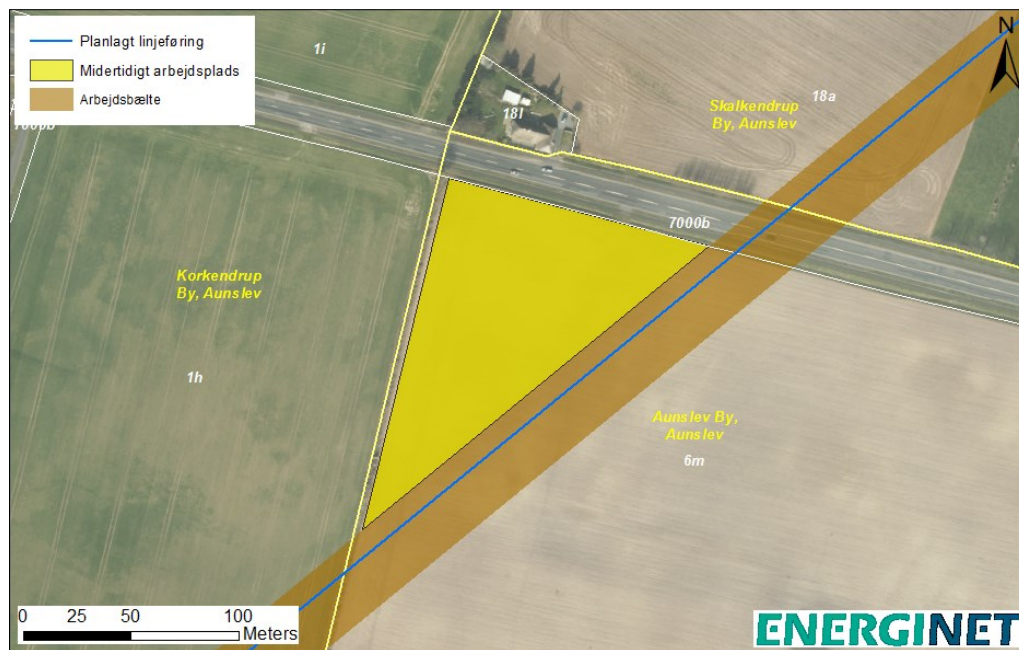 Planlagt linjeføring
Midertidigt arbejdsplads
Arbejdsbælte
1i
18l
Skalkendrup
By, Aunslev
18a
N
7000b
7000b
Korkendrup
By, Aunslev
1h
Aunslev By,
Aunslev
6m
0 25 50 100
Meters
ENERGINET